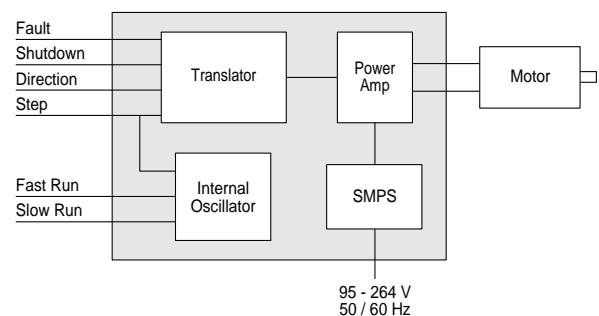 Fault
Shutdown
Direction
Step
Fast Run
Slow Run
Translator
Internal
Oscillator
Power
Amp
SMPS
Motor
95 - 264 V
50 / 60 Hz